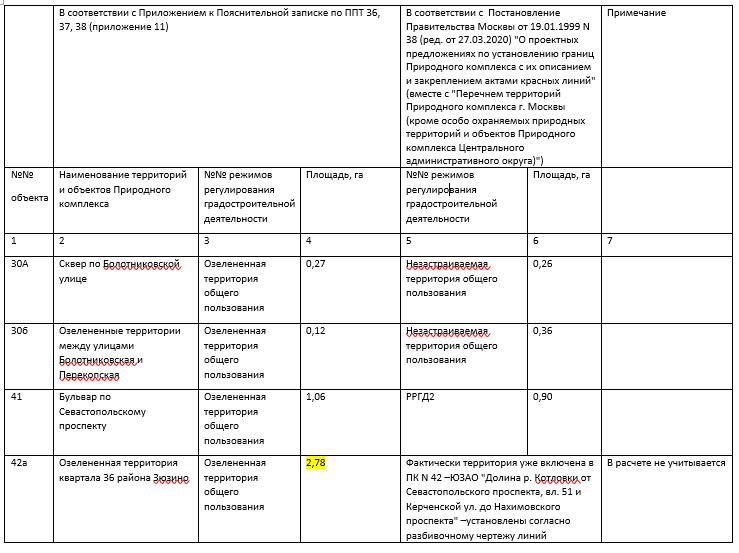 В соответствии с Приложением к Пояснительной записке по ППТ 36,
37, 38 (приложение 11)
В соответствии с Постановление
Правительства Москвы от 19.01.1999 N
38 (ред. от 27.03.2020) "О проектных
предложениях по установлению границ
Природного комплекса с их описанием
и закреплением актами красных линий"
(вместе с "Перечнем территорий
Природного комплекса г. Москвы
(кроме особо охраняемых природных
территорий и объектов Природного
комплекса Центрального
административного округа)")
Примечание
№№
объекта
Наименование территорий
и объектов Природного
комплекса
№№ режимов
регулирования
градостроительной
деятельности
Площадь, га
№№ режимов
регулирования
градостроительной
деятельности
Площадь, га
1
2
3
4
5
6
7
30А
Сквер по Болотниковской
улице
Озелененная
территория
общего
пользования
0,27
Незастраиваемая
территория общего
пользования
0,26
30б
Озелененные территории
между улицами
Болотниковская и
Перекопская
Озелененная
территория
общего
пользования
0,12
Незастраиваемая
территория общего
пользования
0,36
41
Бульвар по
Севастопольскому
проспекту
Озелененная
территория
общего
пользования
1,06
РРГД2
0,90
42а
Озелененная территория
квартала 36 района Зюзино
Озелененная
территория
общего
пользования
2,78
Фактически территория уже включена в
ПК N 42 –ЮЗАО "Долина р. Котловки от
Севастопольского проспекта, вл. 51 и
Керченской ул. до Нахимовского
проспекта" –установлены согласно
разбивочному чертежу линий
В расчете не учитывается